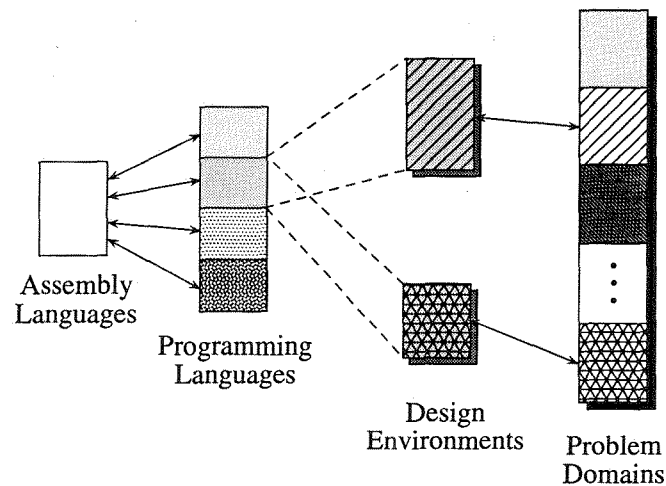 Assembly
Languages
Programming
Languages
Design
Environments
Problem
Domains